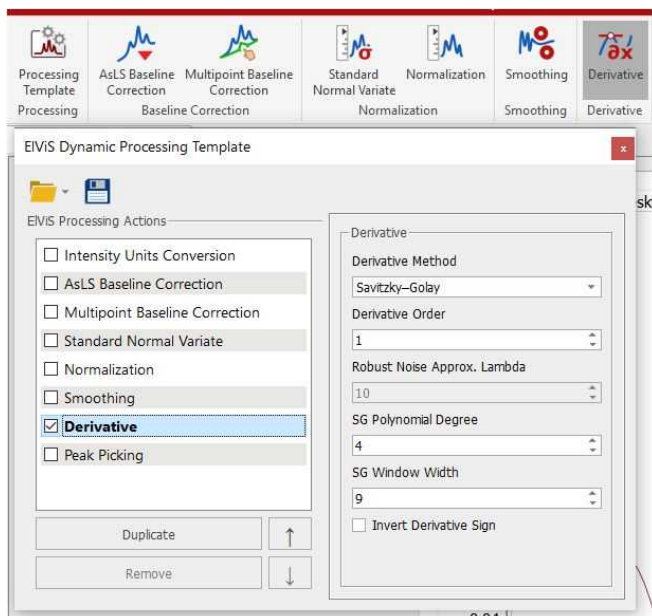 Processing Template
AsLS Baseline Correction
Multipoint Baseline Correction
Standard Normal Variate
Normalization
Smoothing
Derivative
Processing
Baseline Correction
Normalization
Smoothing
Derivative
ElViS Dynamic Processing Template
x
ElViS Processing Actions
Intensity Units Conversion
AsLS Baseline Correction
Multipoint Baseline Correction
Standard Normal Variate
Normalization
Smoothing
Derivative
Peak Picking
Duplicate
↑
Remove
↓
Derivative
Derivative Method
Savitzky–Golay
Derivative Order
1
Robust Noise Approx. Lambda
10
SG Polynomial Degree
4
SG Window Width
9
Invert Derivative Sign
sk